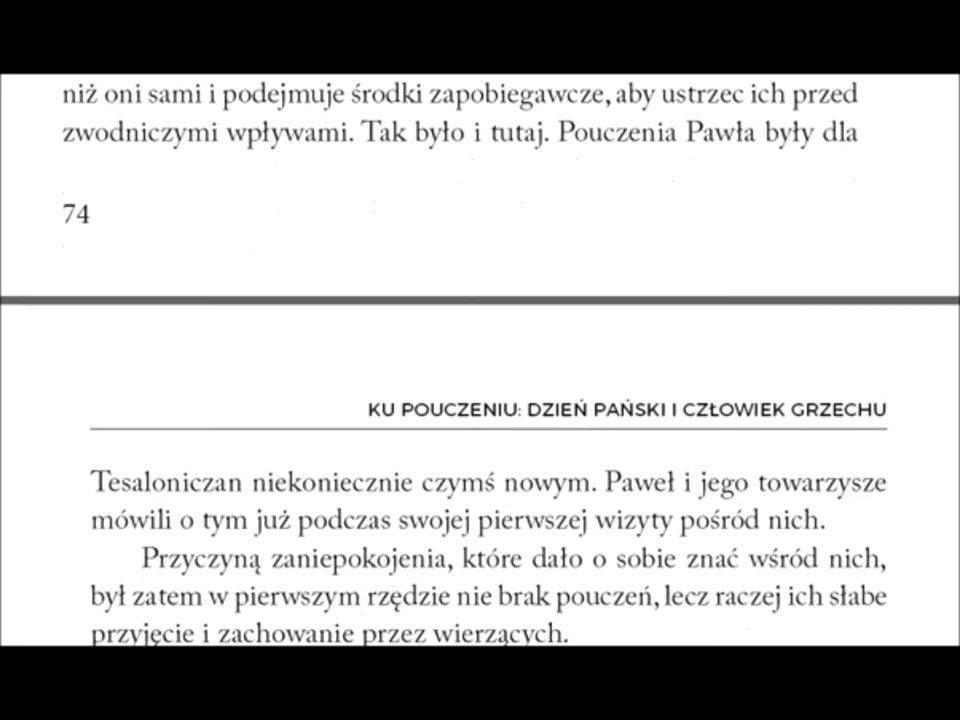 niż oni sami i podejmuje środki zapobiegawcze, aby ustrzec ich przed
zwodniczymi wpływami. Tak było i tutaj. Pouczenia Pawła były dla
74
KU POUCZENIU: DZIEŃ PAŃSKI I CZŁOWIEK GRZECHU
Tesaloniczan niekoniecznie czymś nowym. Paweł i jego towarzysze
mówili o tym już podczas swojej pierwszej wizyty pośród nich.
Przyczyną zaniepokojenia, które dało o sobie znać wśród nich,
był zatem w pierwszym rzędzie nie brak pouczeń, lecz raczej ich słabe
przyjęcie i zachowanie przez wierzących.